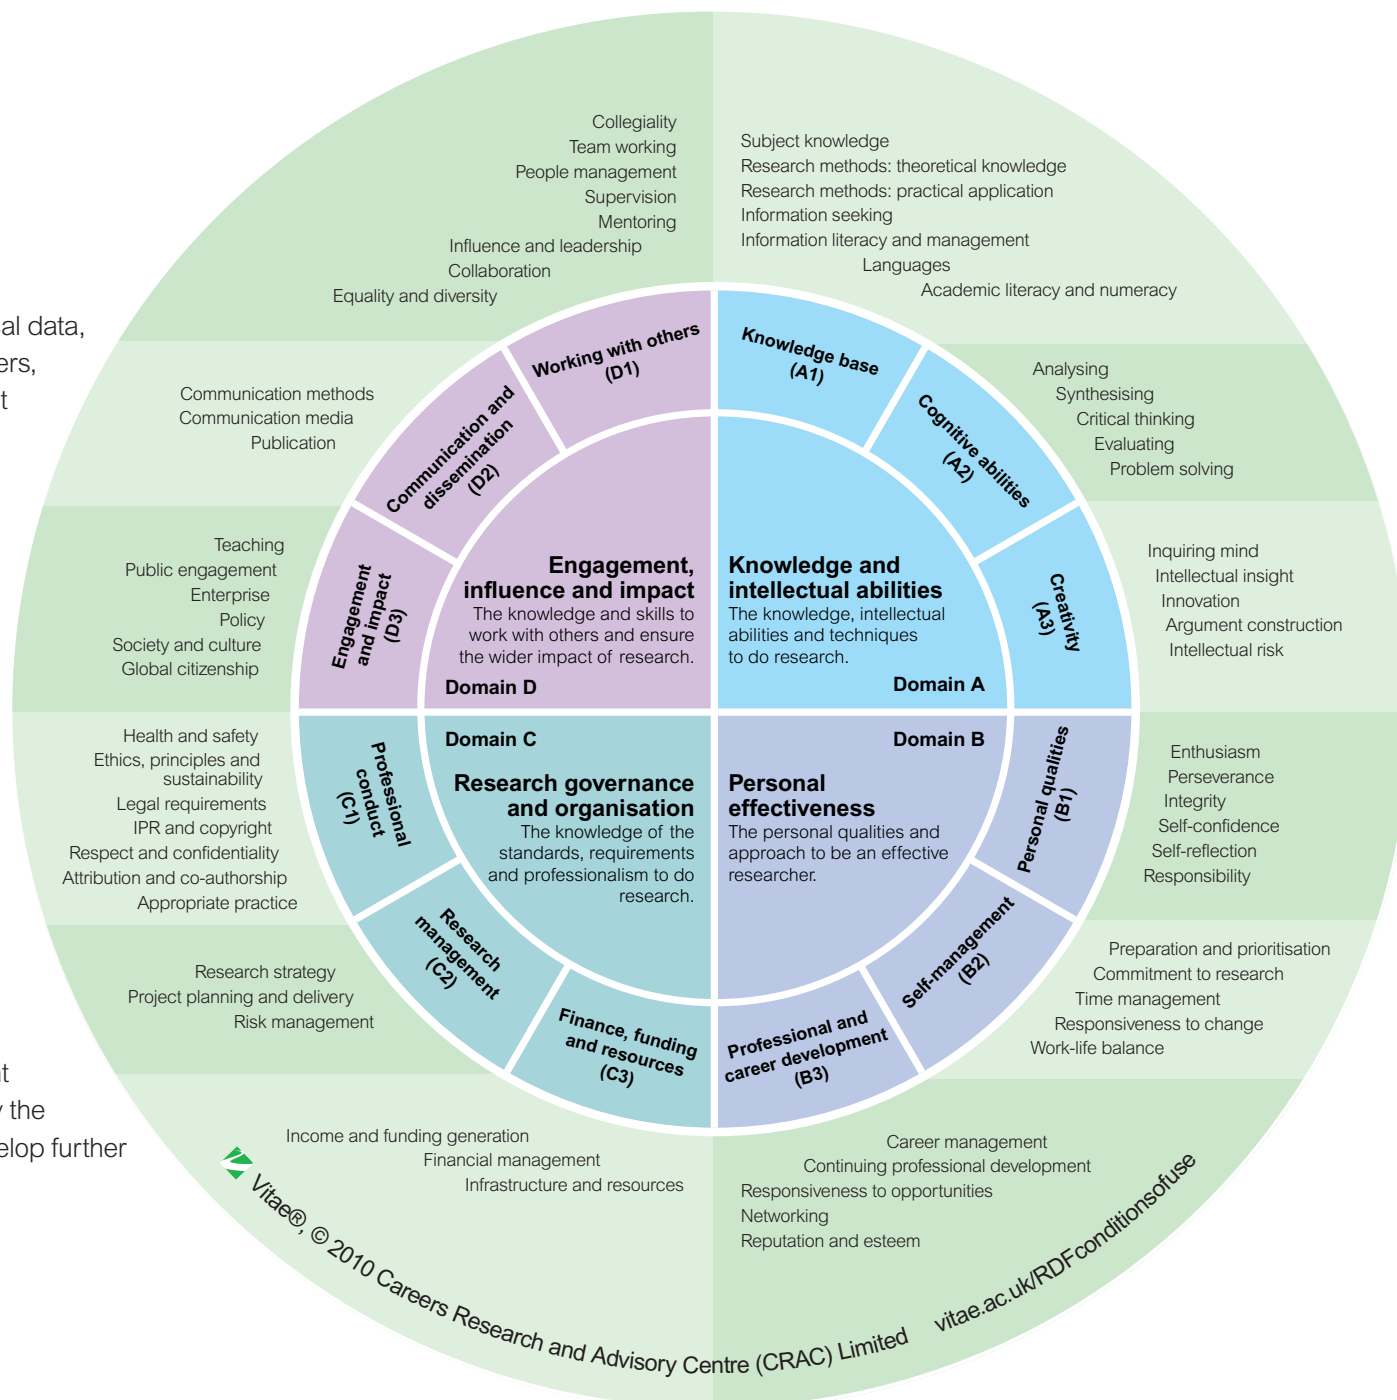 Collegiality
Team working
People management
Supervision
Mentoring
Influence and leadership
Collaboration
Equality and diversity
Subject knowledge
Research methods: theoretical knowledge
Research methods: practical application
Information seeking
Information literacy and management
Languages
Academic literacy and numeracy
Communication methods
Communication media
Publication
Analysing
Synthesising
Critical thinking
Evaluating
Problem solving
Teaching
Public engagement
Enterprise
Policy
Society and culture
Global citizenship
Inquiring mind
Intellectual insight
Innovation
Argument construction
Intellectual risk
Working with others
(D1)
Communication and
dissemination
(D2)
Engagement
and impact
(D3)
Knowledge base
(A1)
Cognitive abilities
(A2)
Creativity
(A3)
Engagement,
influence and impact
The knowledge and skills to
work with others and ensure
the wider impact of research.
Domain D
Knowledge and
intellectual abilities
The knowledge, intellectual
abilities and techniques
to do research.
Domain A
Domain C
Research governance
and organisation
The knowledge of the
standards, requirements
and professionalism to do
research.
Domain B
Personal
effectiveness
The personal qualities and
approach to be an effective
researcher.
Professional
conduct
(C1)
Research
management
(C2)
Finance, funding
and resources
(C3)
Personal qualities
(B1)
Self-management
(B2)
Professional and
career development
(B3)
Health and safety
Ethics, principles and
sustainability
Legal requirements
IPR and copyright
Respect and confidentiality
Attribution and co-authorship
Appropriate practice
Enthusiasm
Perseverance
Integrity
Self-confidence
Self-reflection
Responsibility
Research strategy
Project planning and delivery
Risk management
Preparation and prioritisation
Commitment to research
Time management
Responsiveness to change
Work-life balance
Income and funding generation
Financial management
Infrastructure and resources
Career management
Continuing professional development
Responsiveness to opportunities
Networking
Reputation and esteem
Vitae®, © 2010 Careers Research and Advisory Centre (CRAC) Limited vitae.ac.uk/RDFconditionsofuse
data,
the
further